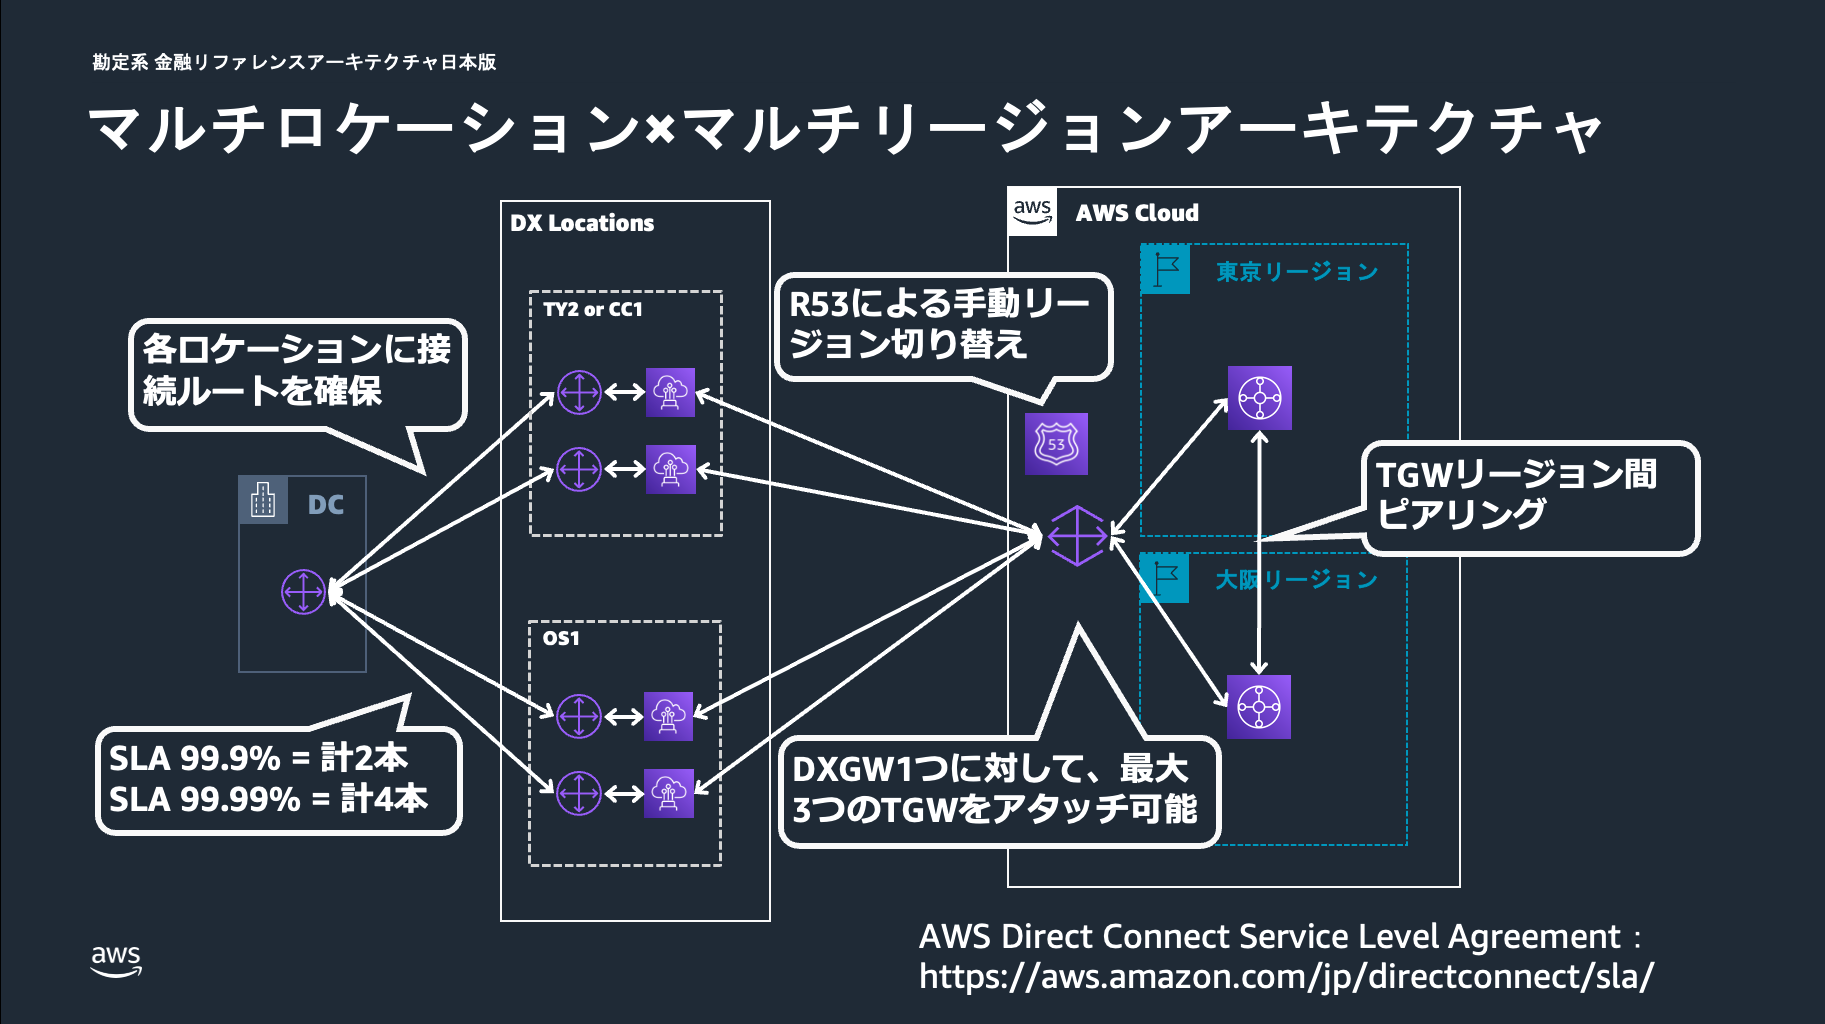 勘定系 金融リファレンスアーキテクチャ日本版
マルチロケーション×マルチリージョンアーキテクチャ
DX Locations
aws
AWS Cloud
東京リージョン
TY2 or CC1
R53による手動リー
ジョン切り替え
各ロケーションに接
続ルートを確保
53
TGWリージョン間
ピアリング
DC
大阪リージョン
OS1
SLA 99.9% = 計2本
SLA 99.99% = 計4本
DXGW1つに対して、最大
3つのTGWをアタッチ可能
AWS Direct Connect Service Level Agreement：
https://aws.amazon.com/jp/directconnect/sla/
aws